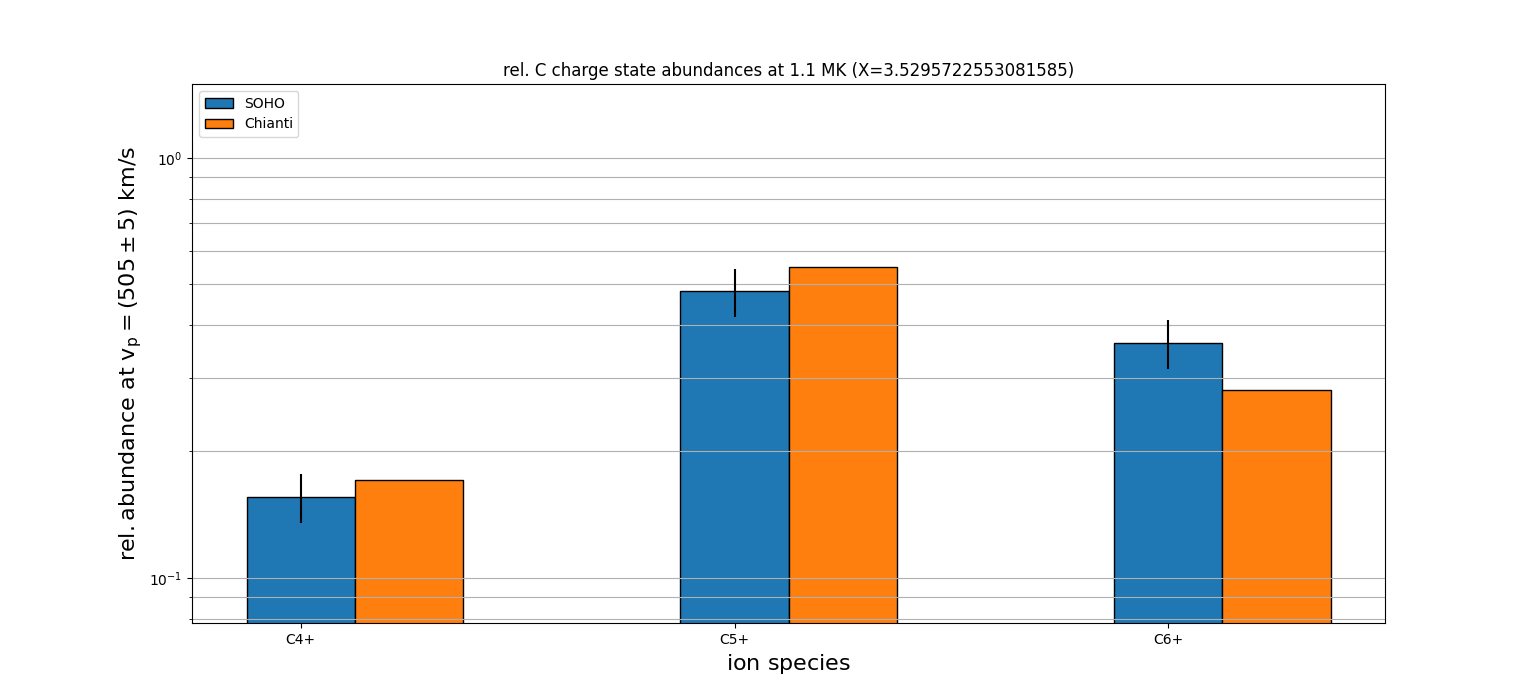 rel. C charge state abundances at 1.1 MK (X=3.5295722553081585)
SOHO
Chianti
rel. abundance at vₚ = (505 ± 5) km/s
10⁰
10⁻¹
C4+
C5+
C6+
ion species